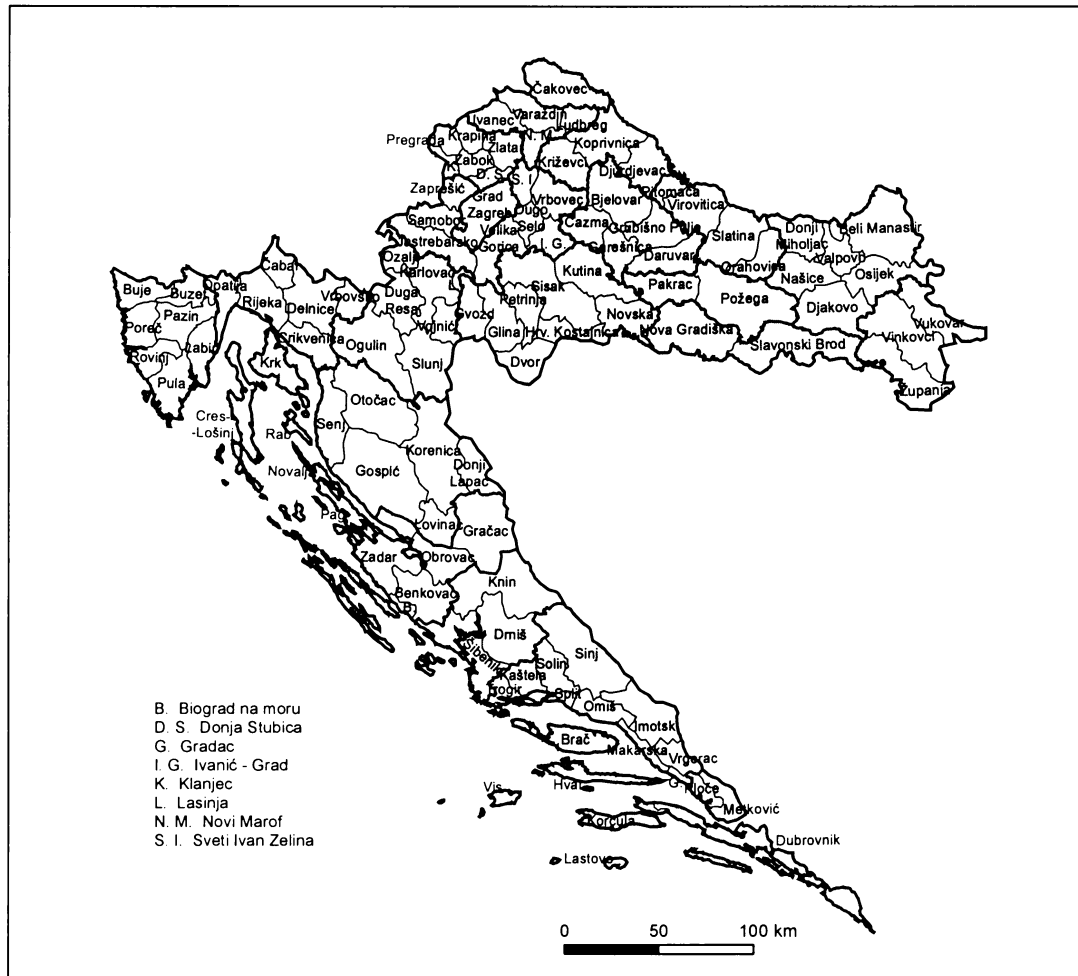 Čakovec
Varaždin
Ivanec
Ludbreg
Pregrada
Krapina
N. M.
Koprivnica
Zlata
Zabok
Križevci
K
D. S.
S. I
Djurdjevac
Zaprešić
Grad
Zagreb
Vrbovec
Bjelovar
Pitomača
Virovitica
Samobor
Dugo
Selo
Velika
Gorica
Čazma
Grubišno Polje
Slatina
Donji
Miholjac
Beli Manastir
Jastrebarsko
I. G.
Garešnica
Daruvar
Orahovica
Valpovo
Ozalj
Karlovac
Kutina
Našice
Osijek
Čabar
Sisak
Pakrac
Požega
Djakovo
Buje
Buzet
Opatija
Rijeka
Delnice
Vrbovsko
Duga
Resa
Petrinja
Novska
Vukovar
Pazin
Poreč
Vojnić
Gvozd
Glina
Hrv. Kostajnica
Nova Gradiška
Slavonski Brod
Vinkovci
Labin
Crikvenica
Ogulin
Rovinj
Krk
Slunj
Dvor
Županja
Pula
Otočac
Cres-
-Lošinj
Rab
Senj
Korenica
Novalja
Gospić
Donji
Lapac
Pag
Lovinac
Gračac
Zadar
Obrovac
Benkovac
B.
Knin
Drniš
Šibenik
Sinj
Solin
Kaštela
Trogir
Split
Omiš
Imotski
B. Biograd na moru
D. S. Donja Stubica
G. Gradac
I. G. Ivanić - Grad
K. Klanjec
L. Lasinja
N. M. Novi Marof
S. I. Sveti Ivan Zelina
Brač
Makarska
Vrgorac
Vis
Hvar
G.
Ploče
Metković
Korčula
Dubrovnik
Lastovo
0 50 100 km